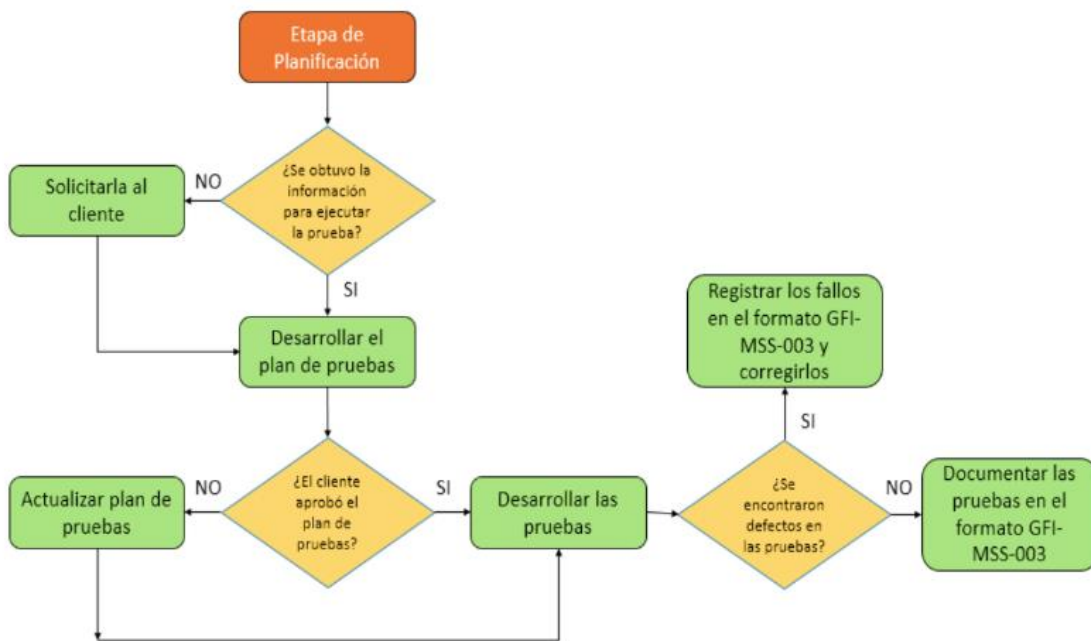 Etapa de
Planificación
¿Se obtuvo la
información
para ejecutar
la prueba?
NO
Solicitarla al
cliente
SI
Desarrollar el
plan de pruebas
¿El cliente
aprobó el
plan de
pruebas?
NO
Actualizar plan de
pruebas
SI
Desarrollar las
pruebas
¿Se
encontraron
defectos en
las pruebas?
SI
Registrar los fallos
en el formato GFI-
MSS-003 y
corregirlos
NO
Documentar las
pruebas en el
formato GFI-
MSS-003